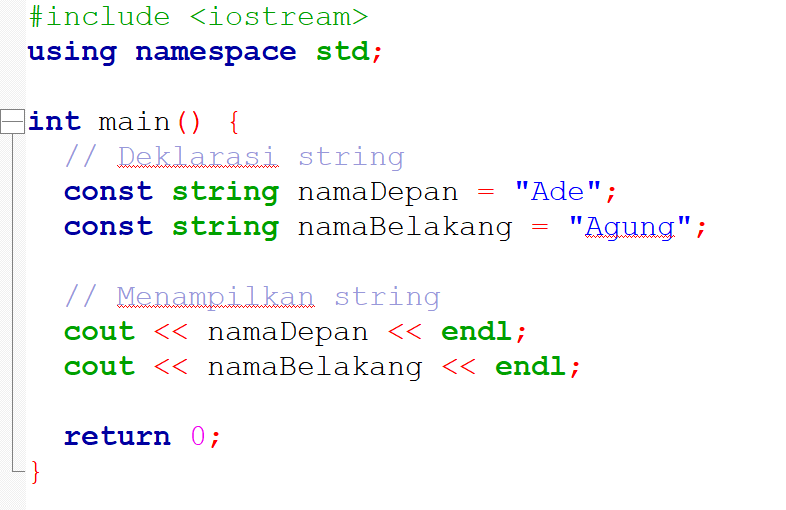 #include <iostream>
using namespace std;
int main() {
// Deklarasi string
const string namaDepan = "Ade";
const string namaBelakang = "Agung";
// Menampilkan string
cout << namaDepan << endl;
cout << namaBelakang << endl;
return 0;
}